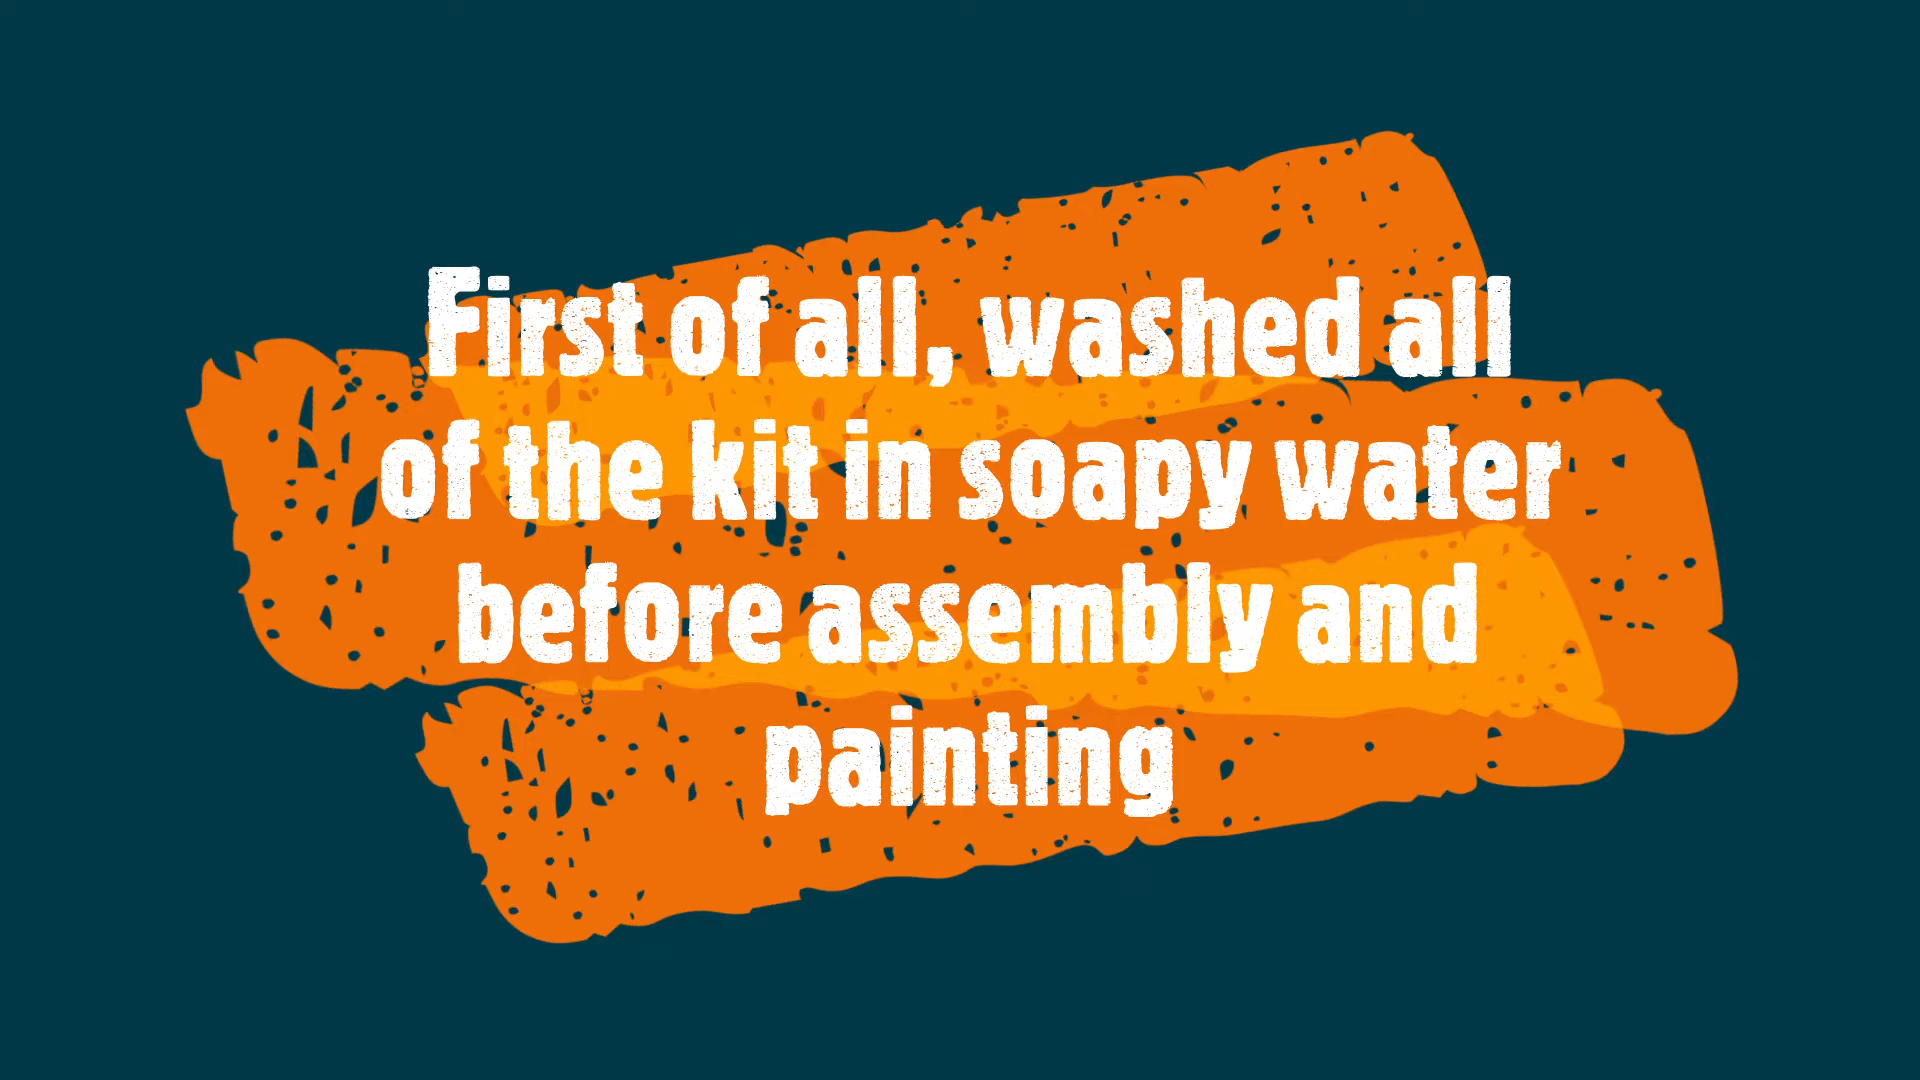 First of all, washed all
of the kit in soapy water
before assembly and
painting